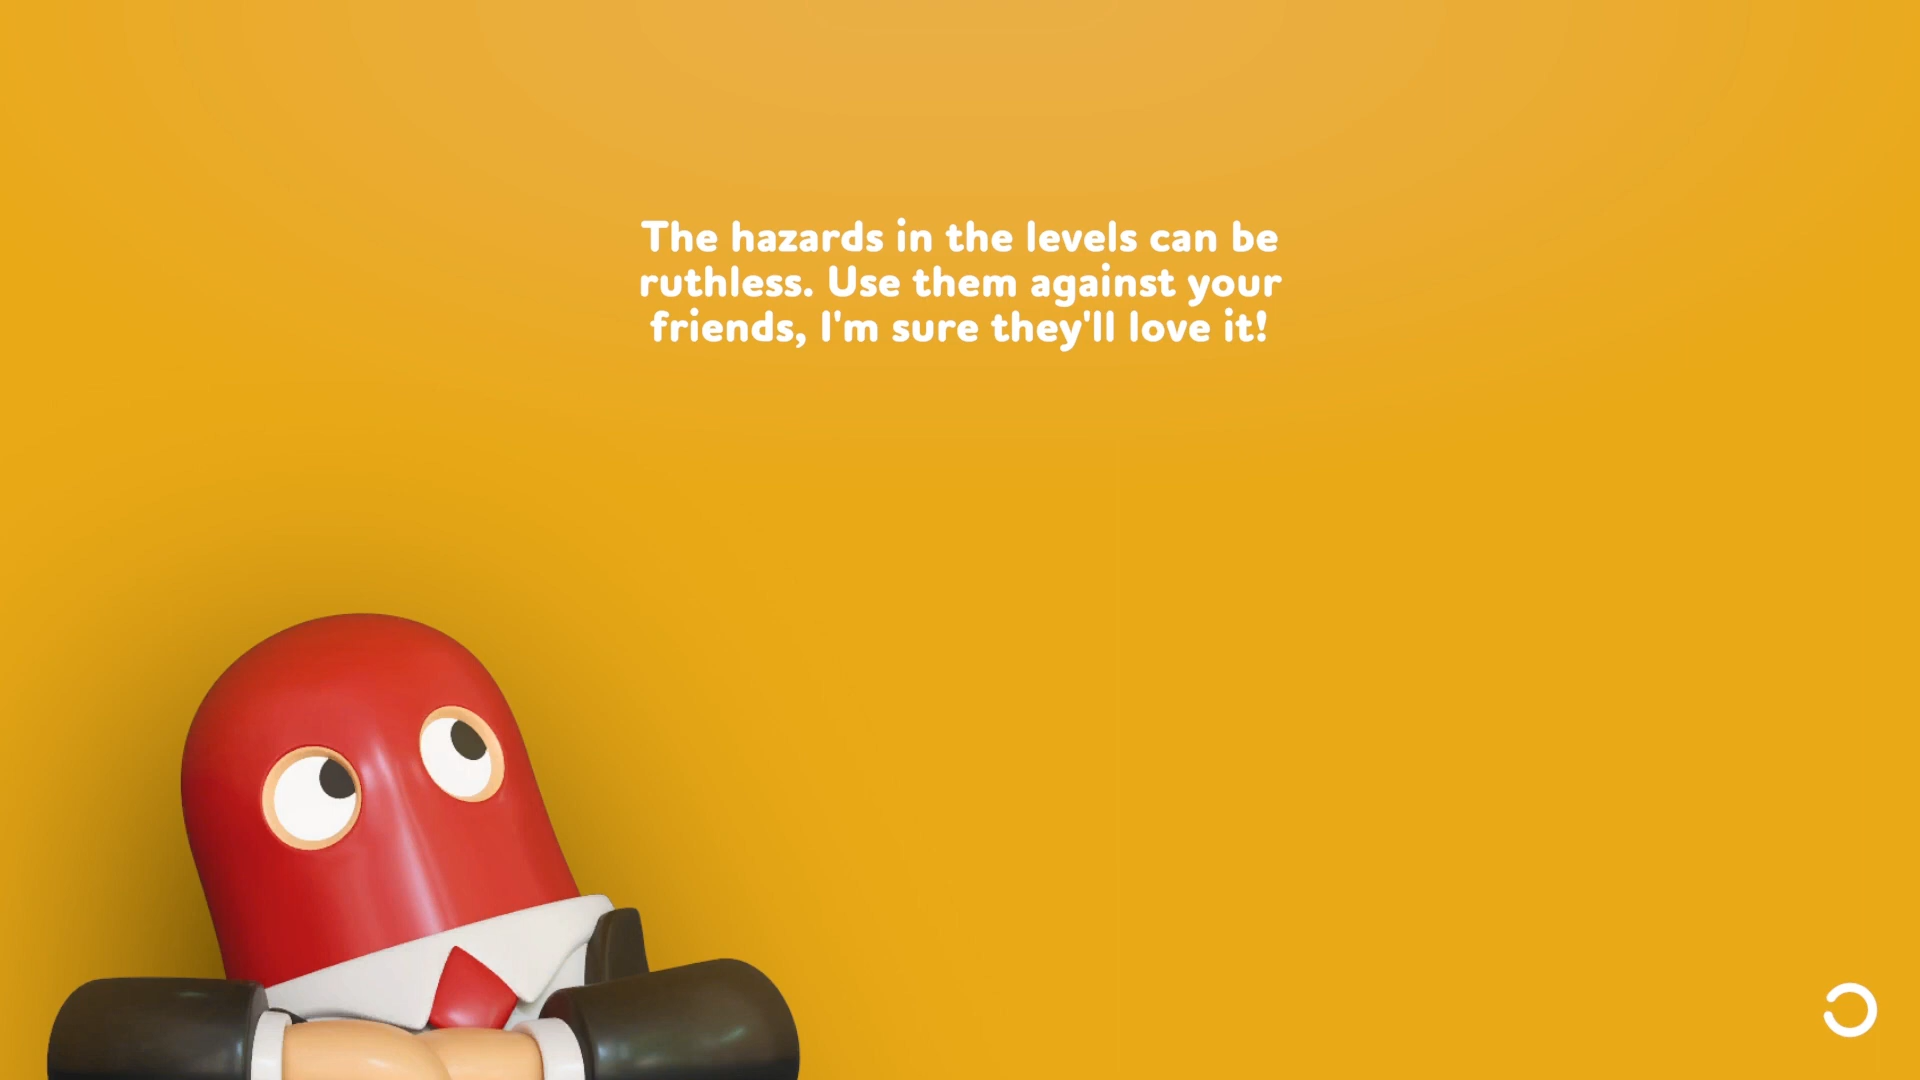 The hazards in the levels can be
ruthless. Use them against your
friends, I'm sure they'll love it!